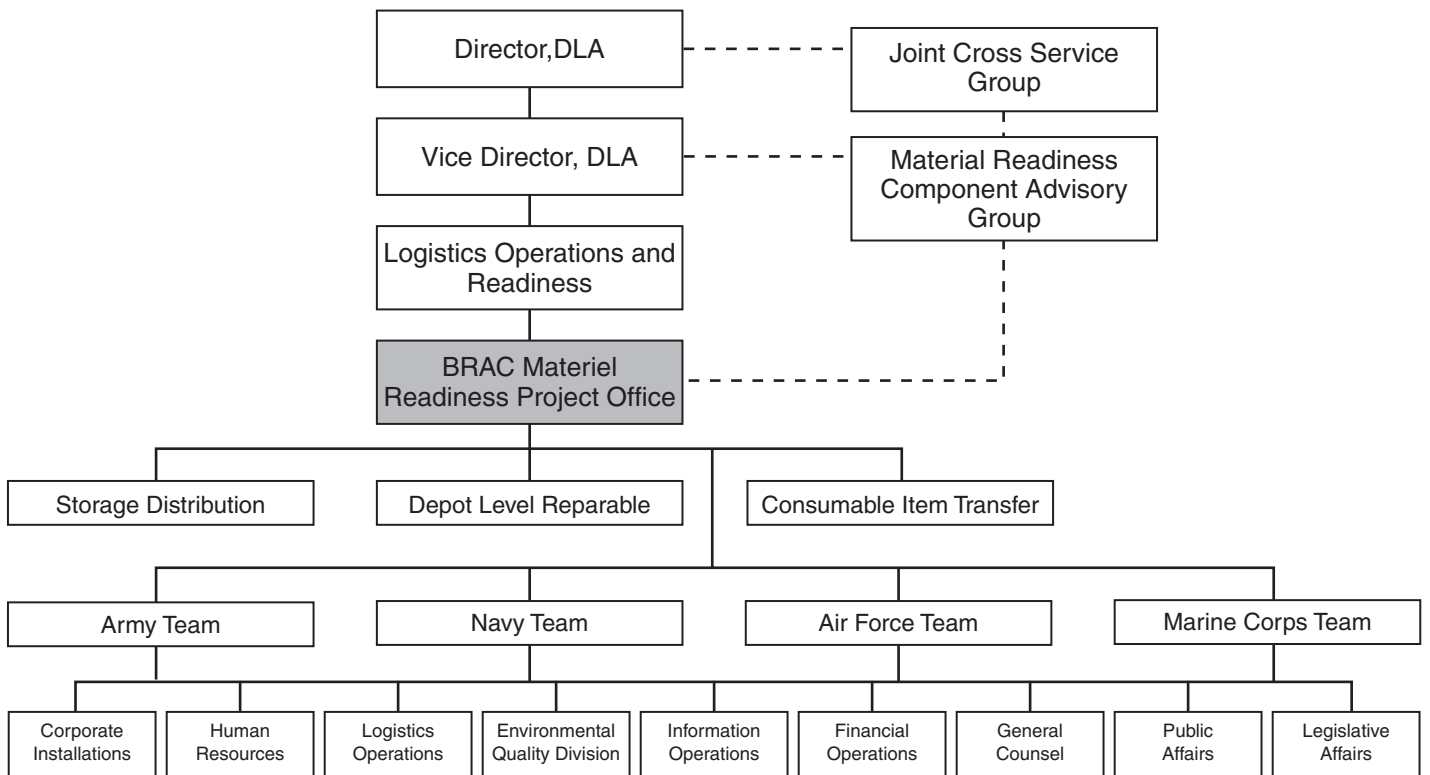 Director,DLA
Joint Cross Service
Group
Vice Director, DLA
Material Readiness
Component Advisory
Group
Logistics Operations and
Readiness
BRAC Materiel
Readiness Project Office
Storage Distribution
Depot Level Reparable
Consumable Item Transfer
Army Team
Navy Team
Air Force Team
Marine Corps Team
Corporate
Installations
Human
Resources
Logistics
Operations
Environmental
Quality Division
Information
Operations
Financial
Operations
General
Counsel
Public
Affairs
Legislative
Affairs